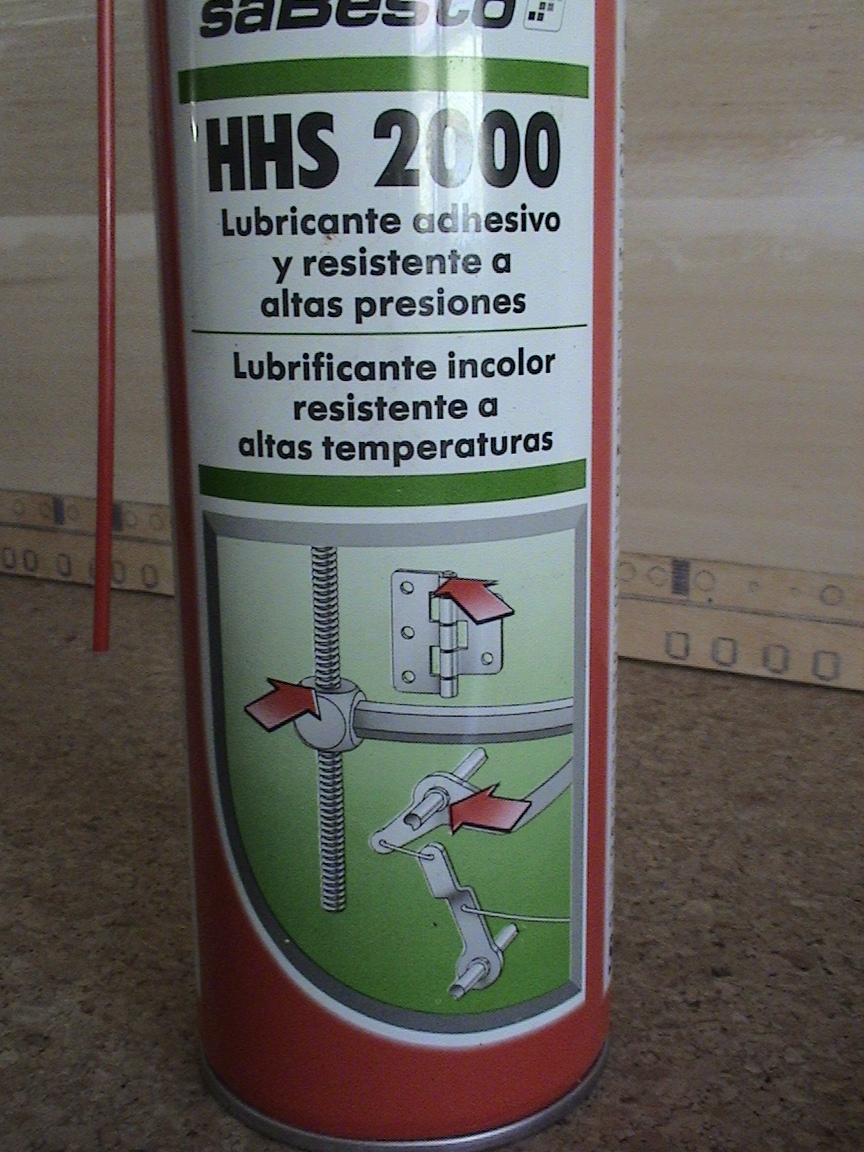 saBesto
HHS 2000
Lubricante adhesivo
y resistente a
altas presiones
Lubrificante incolor
resistente a
altas temperaturas